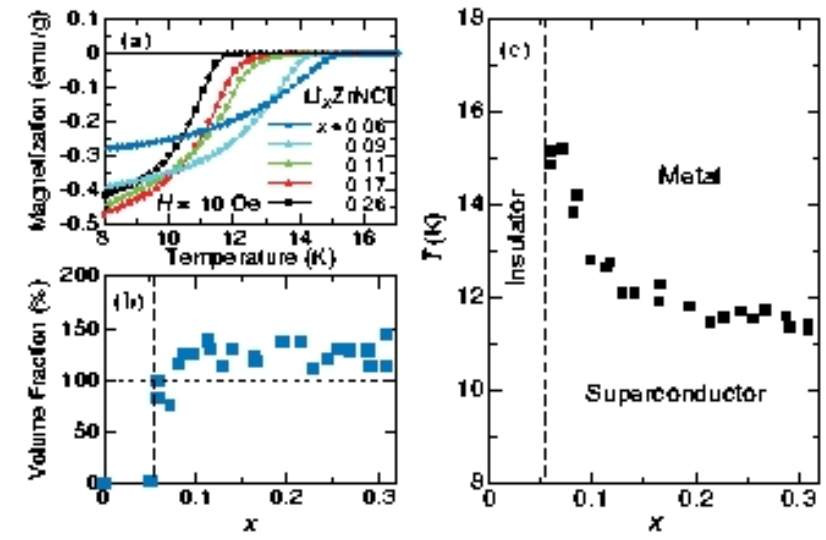 (a)
Magnetization (emu/g)
0.1
0
-0.1
-0.2
-0.3
-0.4
-0.5
LixZrNCl
x = 0.06
0.09
0.11
0.17
0.26
H = 10 Oe
8 10 12 14 16
Temperature (K)
(b)
Volume Fraction (%)
200
150
100
50
0
0 0.1 0.2 0.3
x
(c)
T (K)
18
16
14
12
10
8
Insulator
Metal
Superconductor
0 0.1 0.2 0.3
x